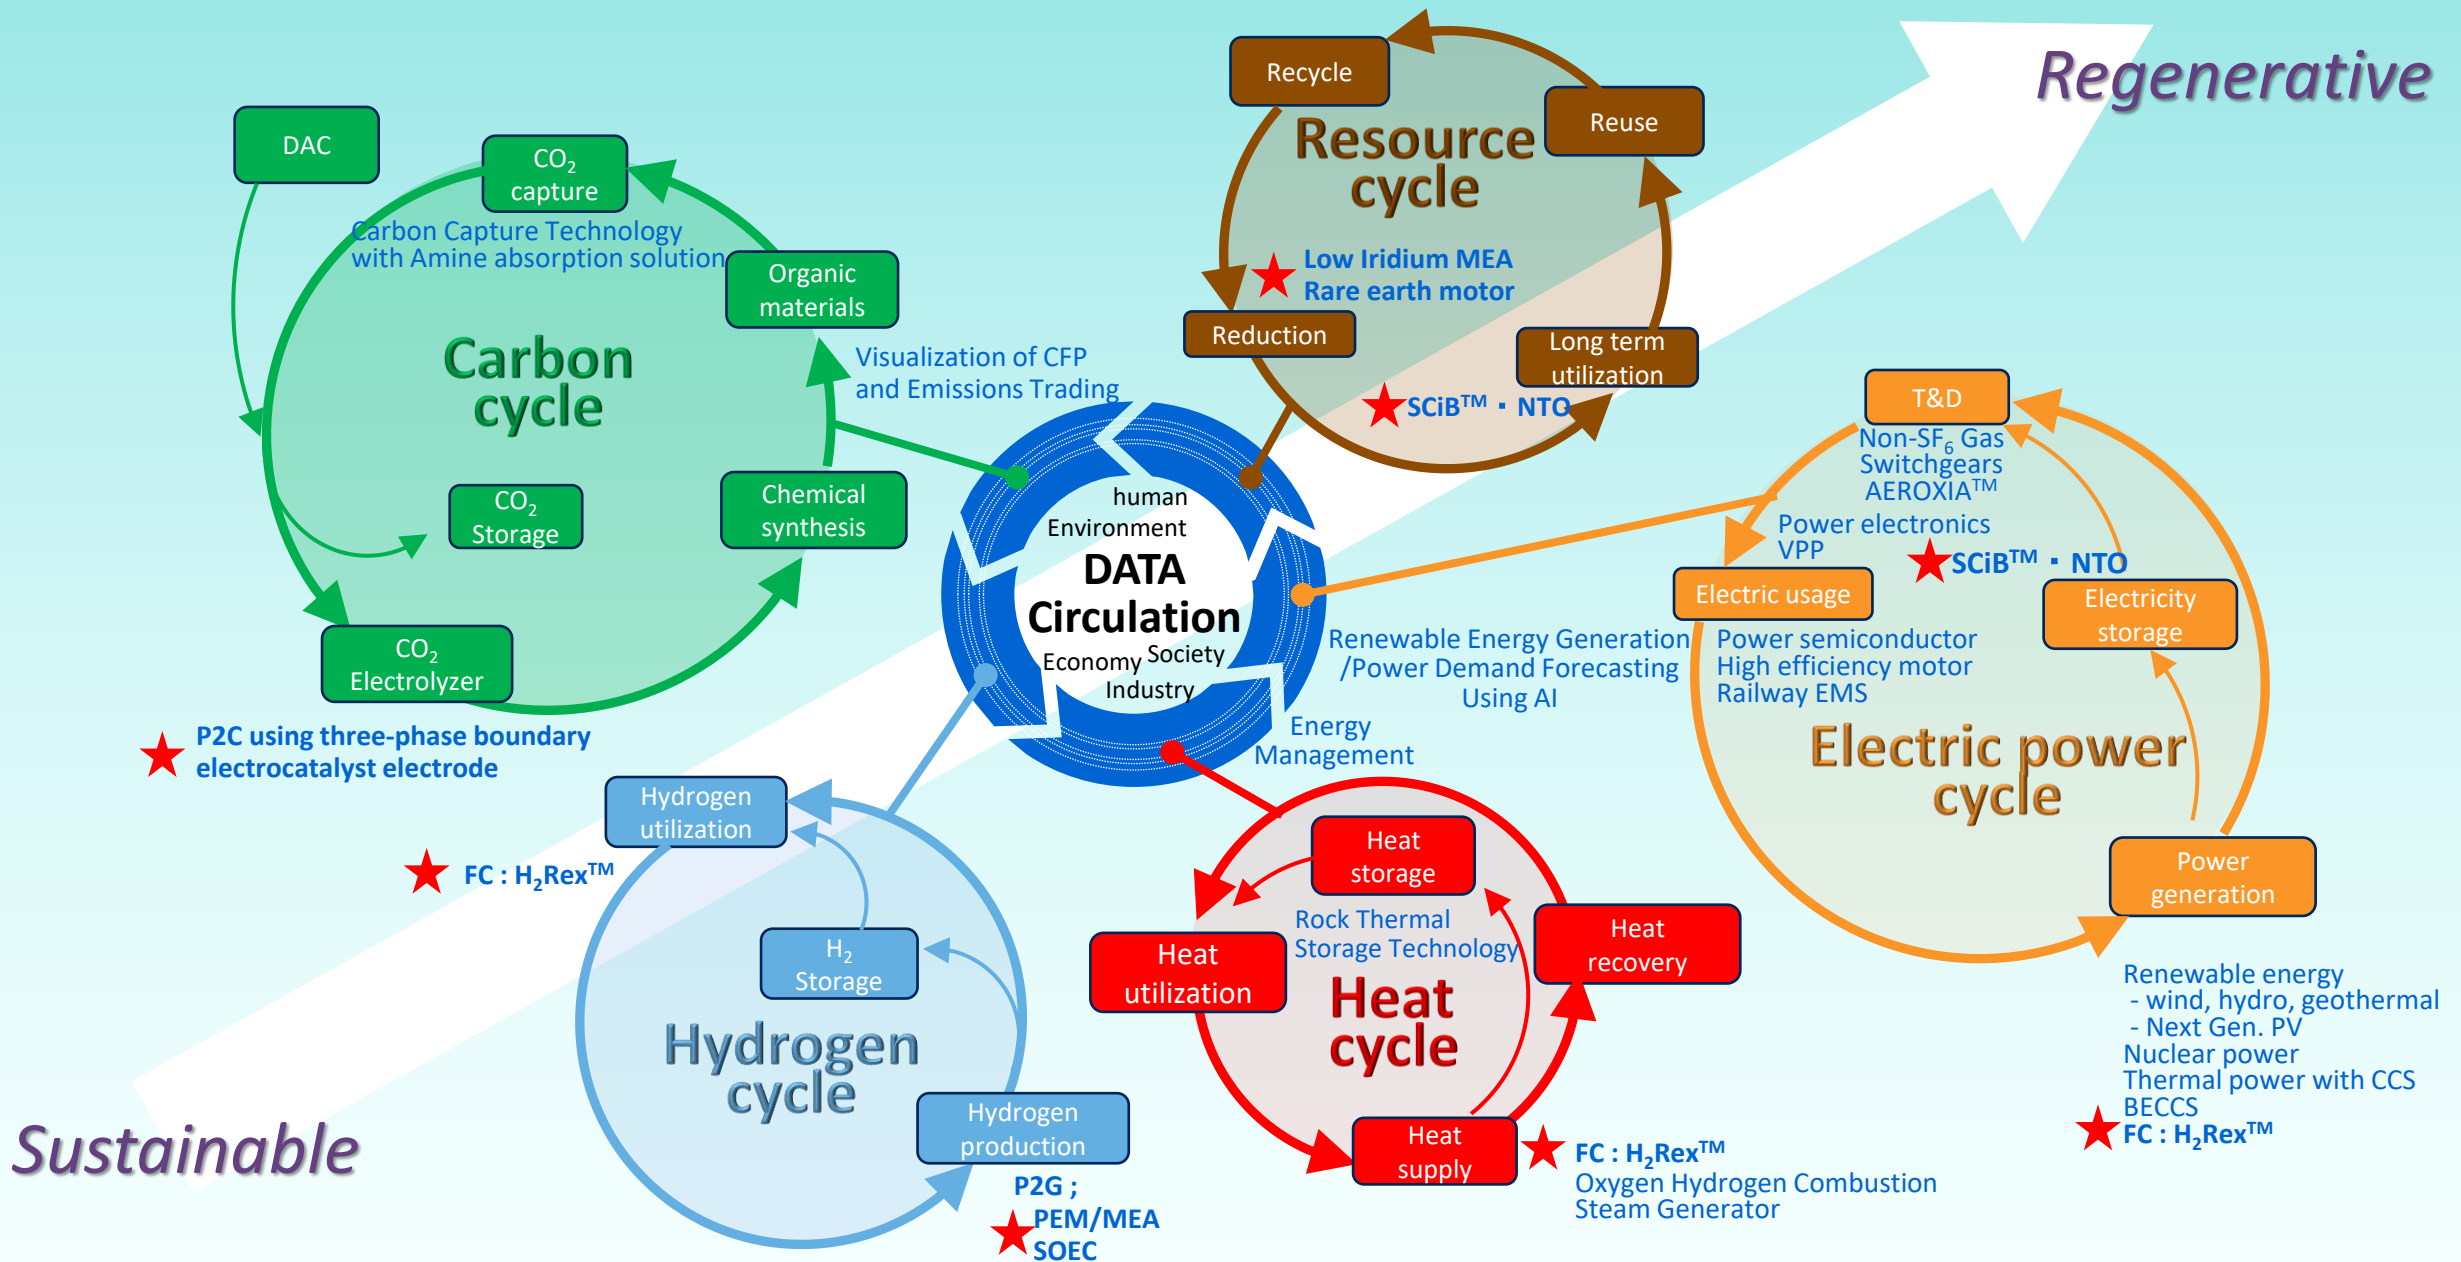 Regenerative
Recycle
Reuse
Resource
cycle
Low Iridium MEA
Rare earth motor
Reduction
Long term
utilization
SCiB™・NTO
DAC
CO₂
capture
Carbon Capture Technology
with Amine absorption solution
Organic
materials
Carbon
cycle
Visualization of CFP
and Emissions Trading
CO₂
Storage
Chemical
synthesis
CO₂
Electrolyzer
P2C using three-phase boundary
electrocatalyst electrode
human
Environment
DATA
Circulation
Economy Society
Industry
T&D
Non-SF₆ Gas
Switchgears
AEROXIA™
Power electronics
VPP
SCiB™・NTO
Electric usage
Electricity
storage
Power semiconductor
High efficiency motor
Railway EMS
Electric power
cycle
Power
generation
Renewable energy
- wind, hydro, geothermal
- Next Gen. PV
Nuclear power
Thermal power with CCS
BECCS
FC : H₂Rex™
Renewable Energy Generation
/Power Demand Forecasting
Using AI
Energy
Management
Hydrogen
utilization
FC : H₂Rex™
H₂
Storage
Hydrogen
cycle
Hydrogen
production
P2G ;
PEM/MEA
SOEC
Heat
storage
Rock Thermal
Storage Technology
Heat
recovery
Heat
utilization
Heat
cycle
Heat
supply
FC : H₂Rex™
Oxygen Hydrogen Combustion
Steam Generator
Sustainable